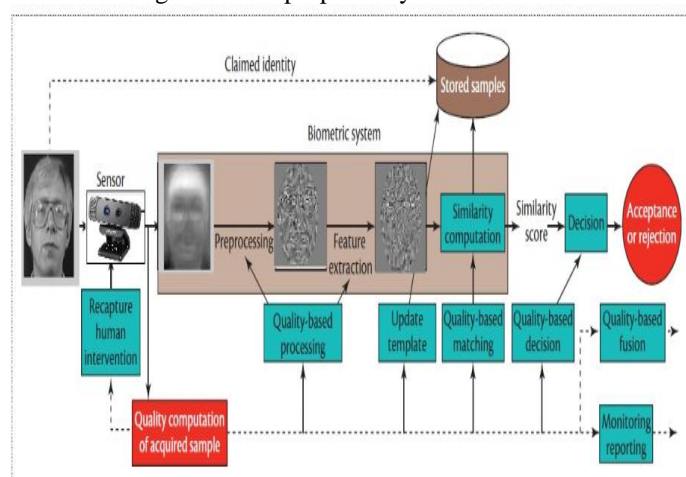 Claimed identity
Stored samples
Biometric system
Sensor
Preprocessing
Feature
extraction
Similarity
computation
Similarity
score
Decision
Acceptance
or rejection
Recapture
human
intervention
Quality-based
processing
Update
template
Quality-based
matching
Quality-based
decision
Quality-based
fusion
Quality computation
of acquired sample
Monitoring
reporting